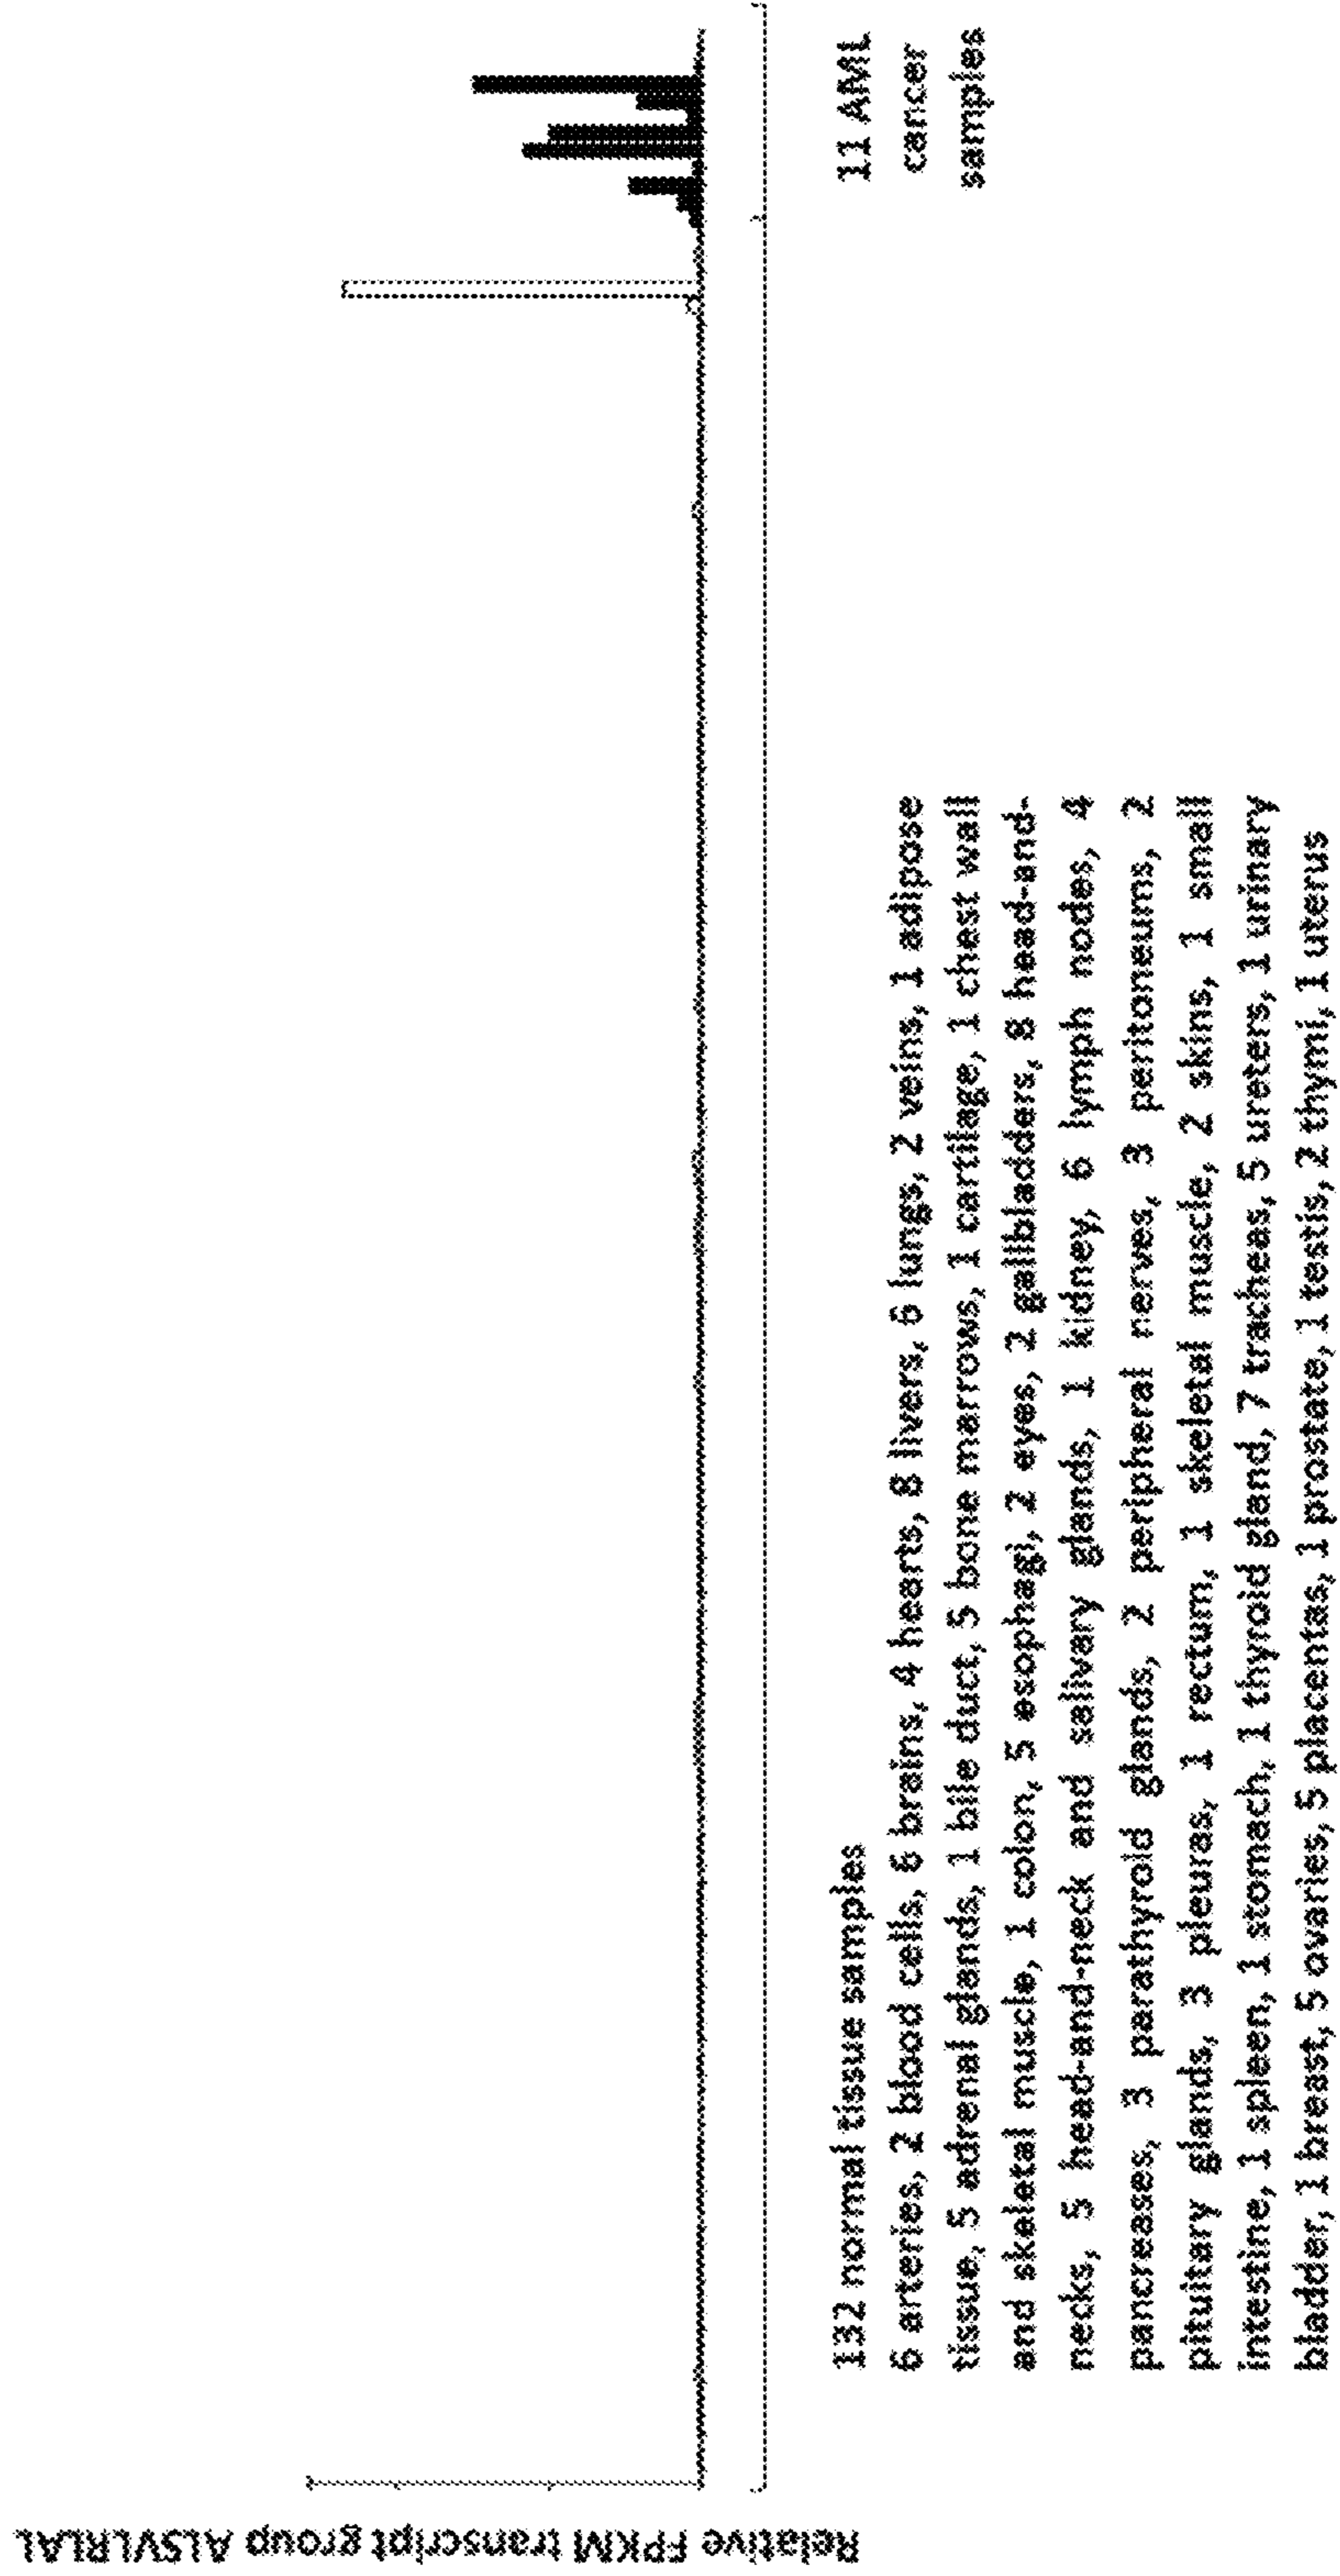 Relative FPKM transcript group ALSVLRLAL
132 normal tissue samples
6 arteries, 2 blood cells, 6 brains, 4 hearts, 8 livers, 6 lungs, 2 veins, 1 adipose
tissue, 5 adrenal glands, 1 bile duct, 5 bone marrows, 1 cartilage, 1 chest wall
and skeletal muscle, 1 colon, 5 esophagi, 2 eyes, 2 gallbladders, 8 head-and-
necks, 5 head-and-neck and salivary glands, 1 kidney, 6 lymph nodes, 4
pancreases, 3 parathyroid glands, 2 peripheral nerves, 3 peritoneums, 2
pituitary glands, 3 pleuras, 1 rectum, 1 skeletal muscle, 2 skins, 1 small
intestine, 1 spleen, 1 stomach, 1 thyroid gland, 7 tracheas, 5 ureters, 1 urinary
bladder, 1 breast, 5 ovaries, 5 placentas, 1 prostate, 1 testis, 2 thymi, 1 uterus
11 AML
cancer
samples